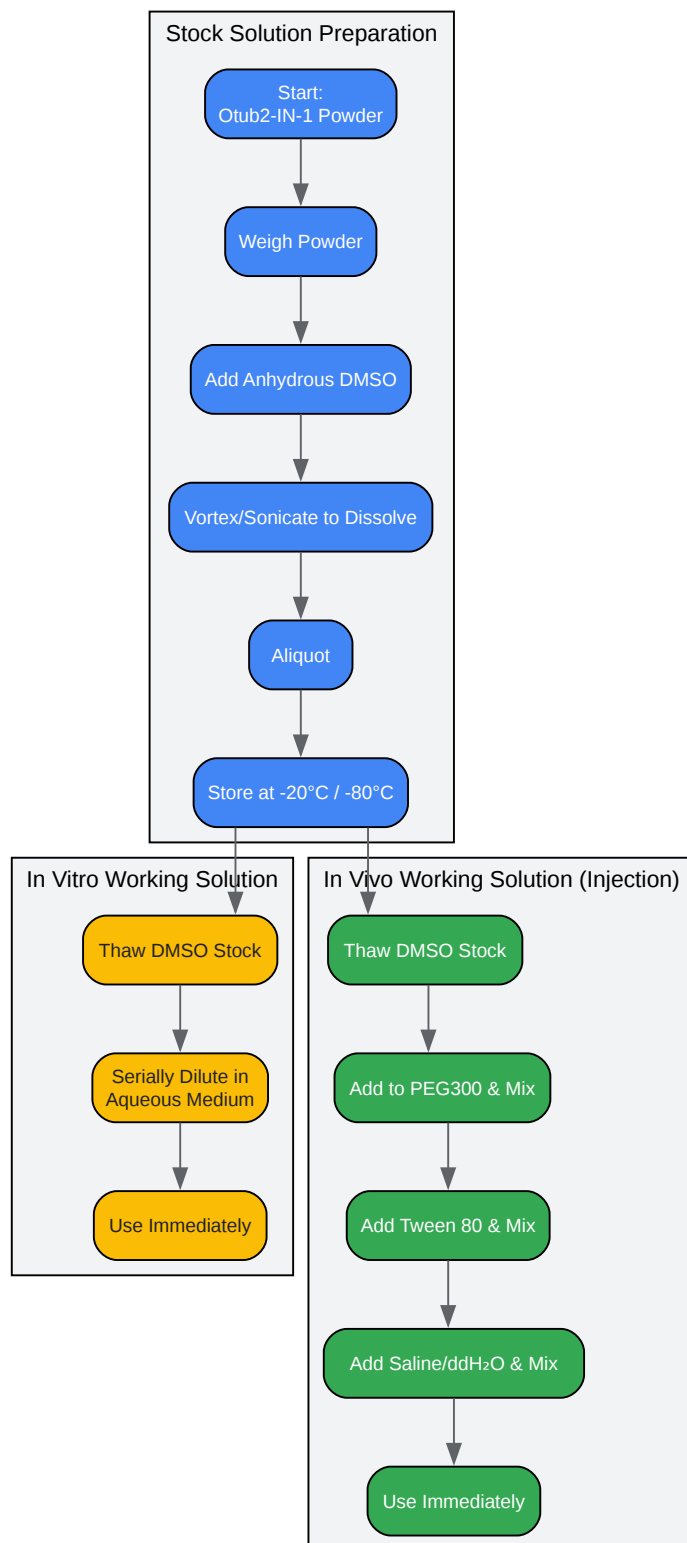 Stock Solution Preparation
Start:
Otub2-IN-1 Powder
Weigh Powder
Add Anhydrous DMSO
Vortex/Sonicate to Dissolve
Aliquot
Store at -20°C / -80°C
In Vitro Working Solution
Thaw DMSO Stock
Serially Dilute in
Aqueous Medium
Use Immediately
In Vivo Working Solution (Injection)
Thaw DMSO Stock
Add to PEG300 & Mix
Add Tween 80 & Mix
Add Saline/ddH₂O & Mix
Use Immediately